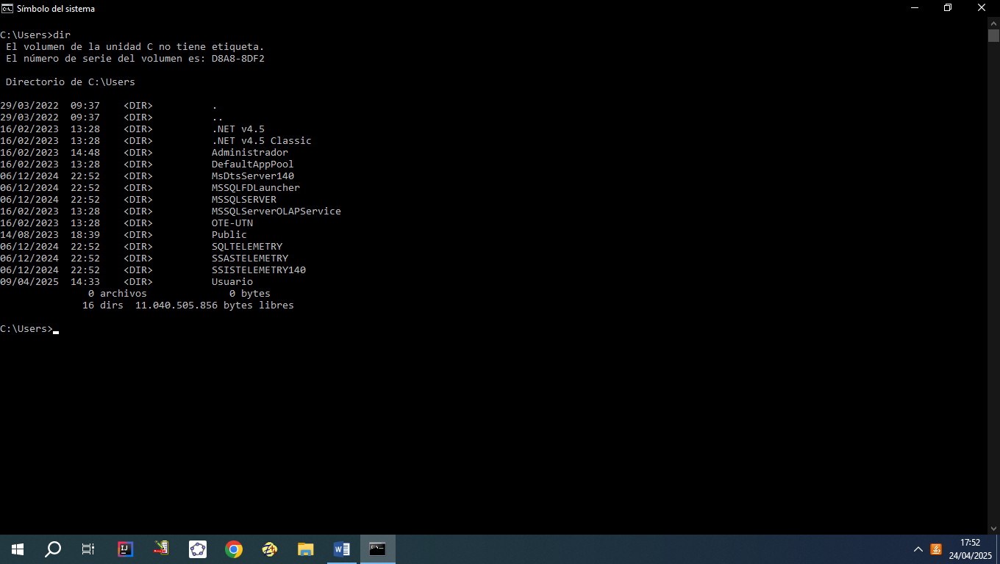 Símbolo del sistema
C:\Users>dir
 El volumen de la unidad C no tiene etiqueta.
 El número de serie del volumen es: D8A8-8DF2
 Directorio de C:\Users
29/03/2022  09:37    <DIR>          .
29/03/2022  09:37    <DIR>          ..
16/02/2023  13:28    <DIR>          .NET v4.5
16/02/2023  13:28    <DIR>          .NET v4.5 Classic
16/02/2023  14:48    <DIR>          Administrador
16/02/2023  13:28    <DIR>          DefaultAppPool
06/12/2024  22:52    <DIR>          MsDtsServer140
06/12/2024  22:52    <DIR>          MSSQLFDLauncher
06/12/2024  22:52    <DIR>          MSSQLSERVER
16/02/2023  13:28    <DIR>          MSSQLServerOLAPService
16/02/2023  13:28    <DIR>          OTE-UTN
14/08/2023  18:39    <DIR>          Public
06/12/2024  22:52    <DIR>          SQLTELEMETRY
06/12/2024  22:52    <DIR>          SSASTELEMETRY
06/12/2024  22:52    <DIR>          SSISTELEMETRY140
09/04/2025  14:33    <DIR>          Usuario
               0 archivos              0 bytes
              16 dirs  11.040.505.856 bytes libres
C:\Users>
17:52
24/04/2025